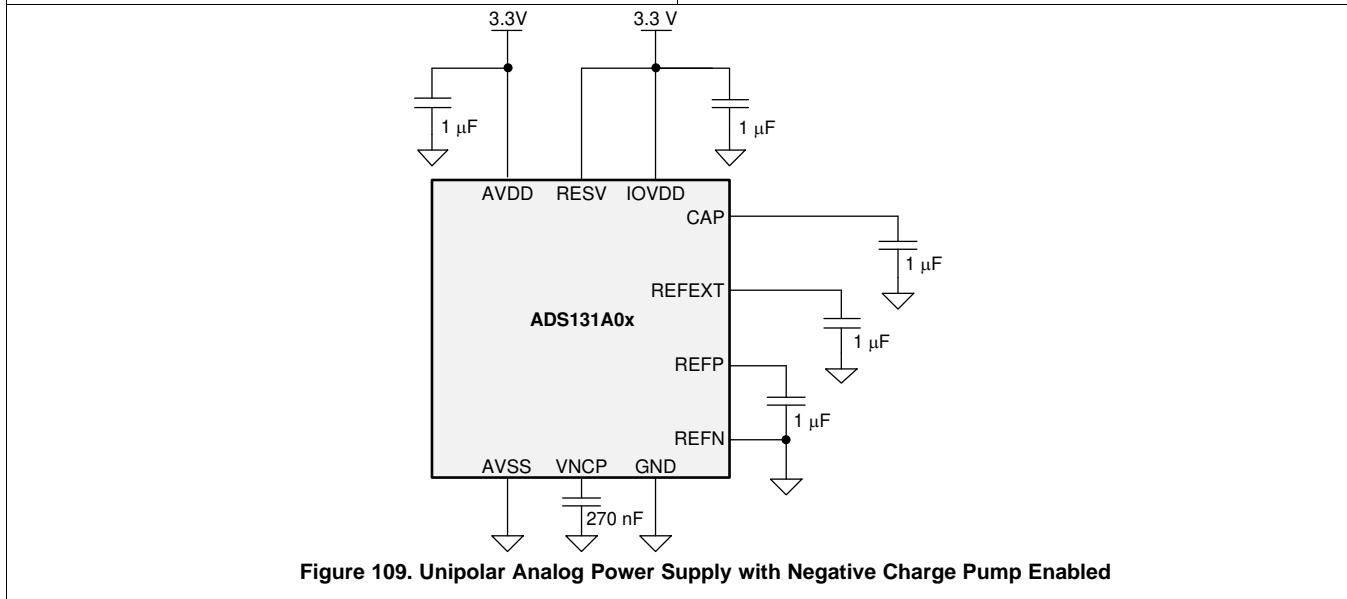 3.3V
3.3 V
1 μF
1 μF
AVDD
RESV
IOVDD
CAP
1 μF
REFEXT
ADS131A0x
1 μF
REFP
1 μF
REFN
AVSS
VNCP
GND
270 nF
Figure 109. Unipolar Analog Power Supply with Negative Charge Pump Enabled